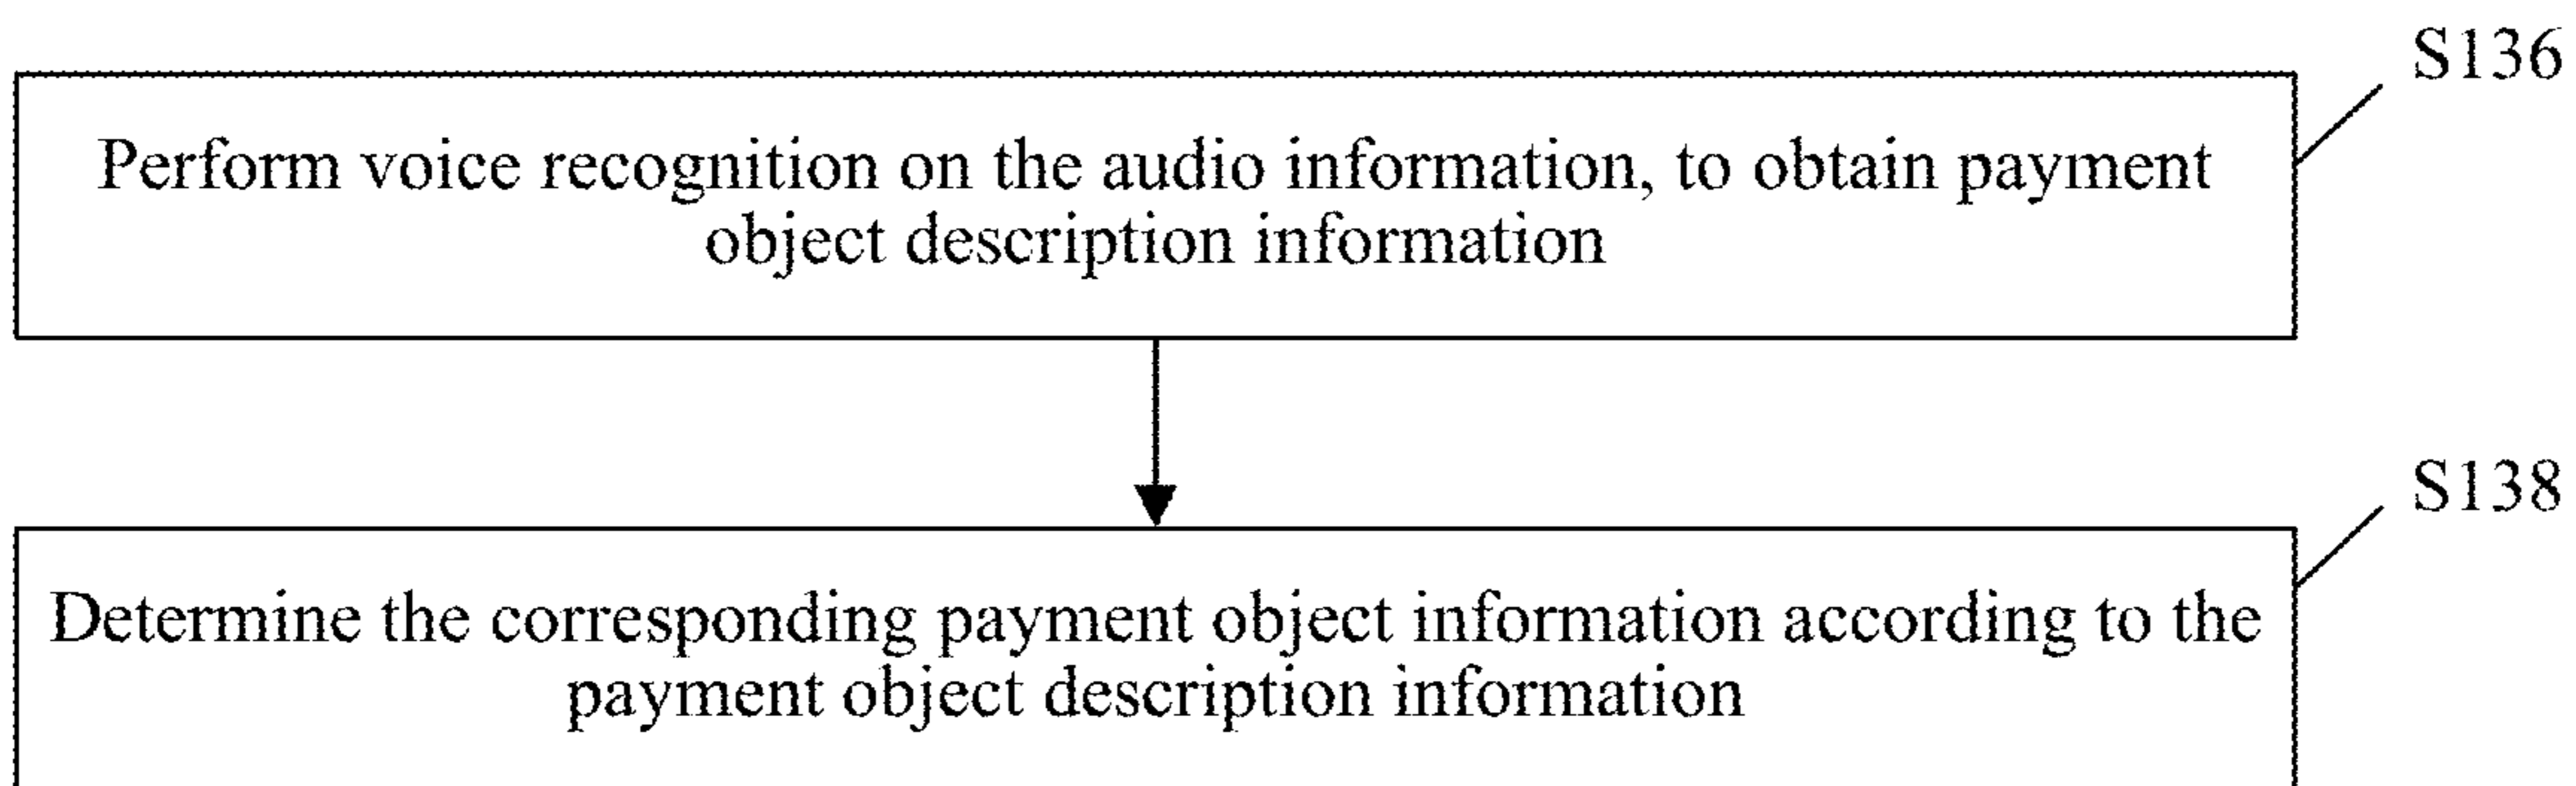 S136
Perform voice recognition on the audio information, to obtain payment
object description information
S138
Determine the corresponding payment object information according to the
payment object description information